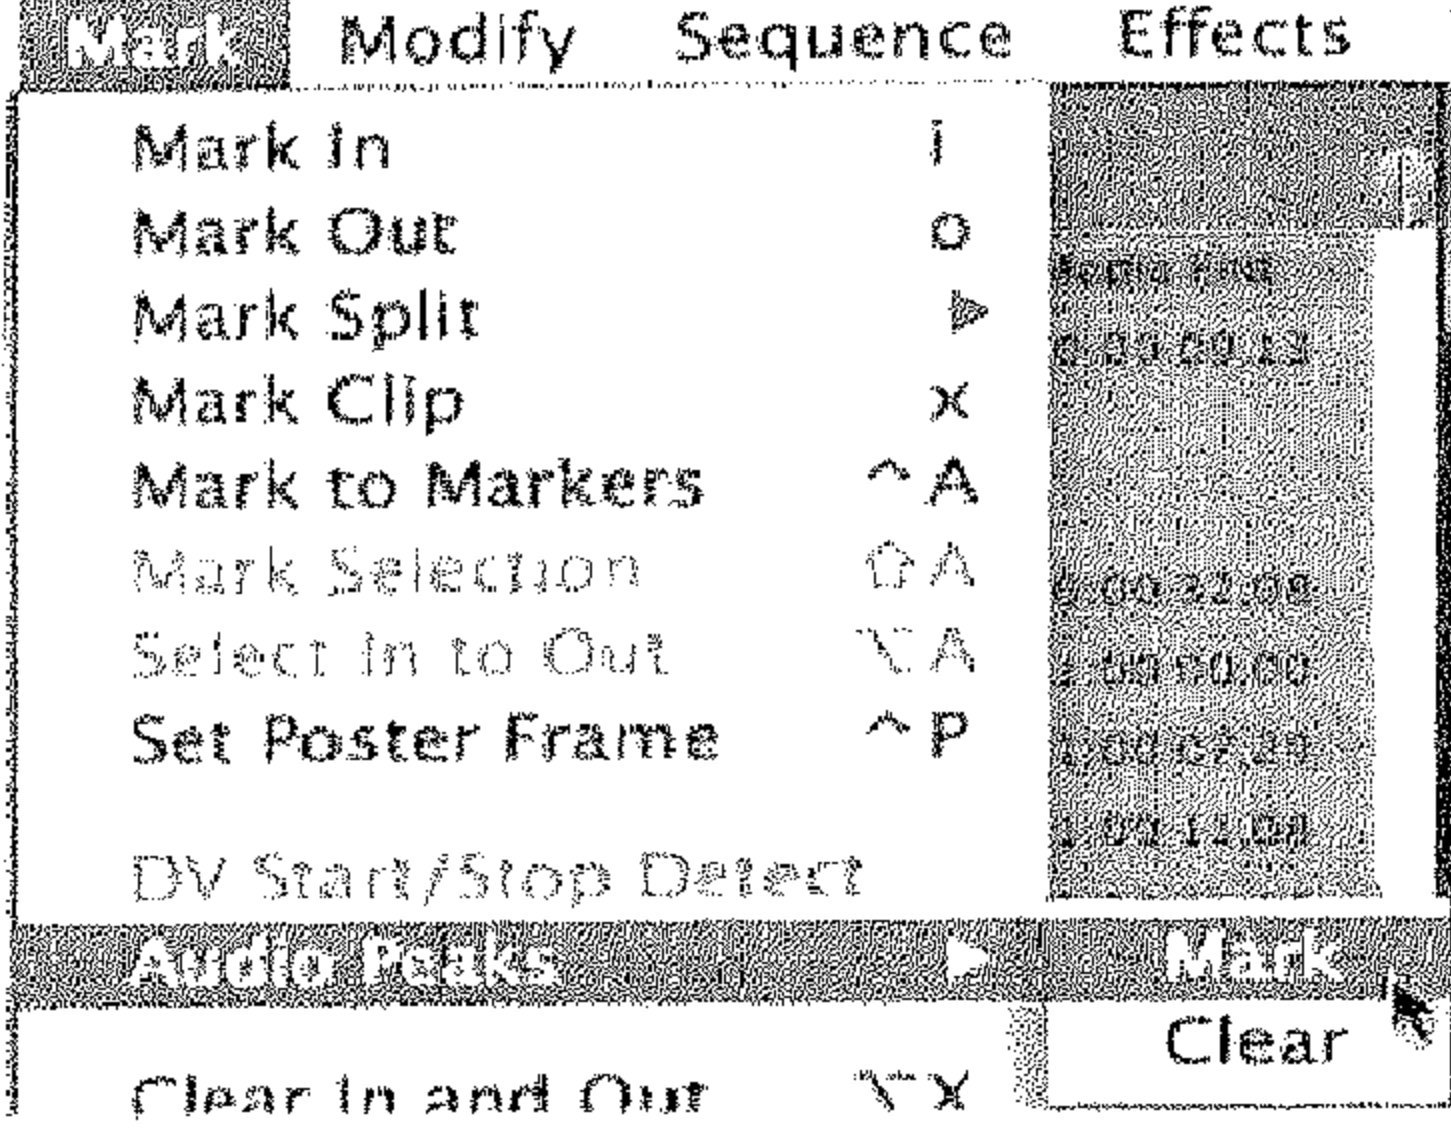 Mark Modify Sequence Effects
Mark In i
Mark Out o
Mark Split ▶
Mark Clip x
Mark to Markers ^A
Mark Selection ⇧A
Select In to Out ⌥A
Set Poster Frame ^P
DV Start/Stop Detect
Audio Peaks ▶ Mark
Clear
Clear In and Out ⌥X